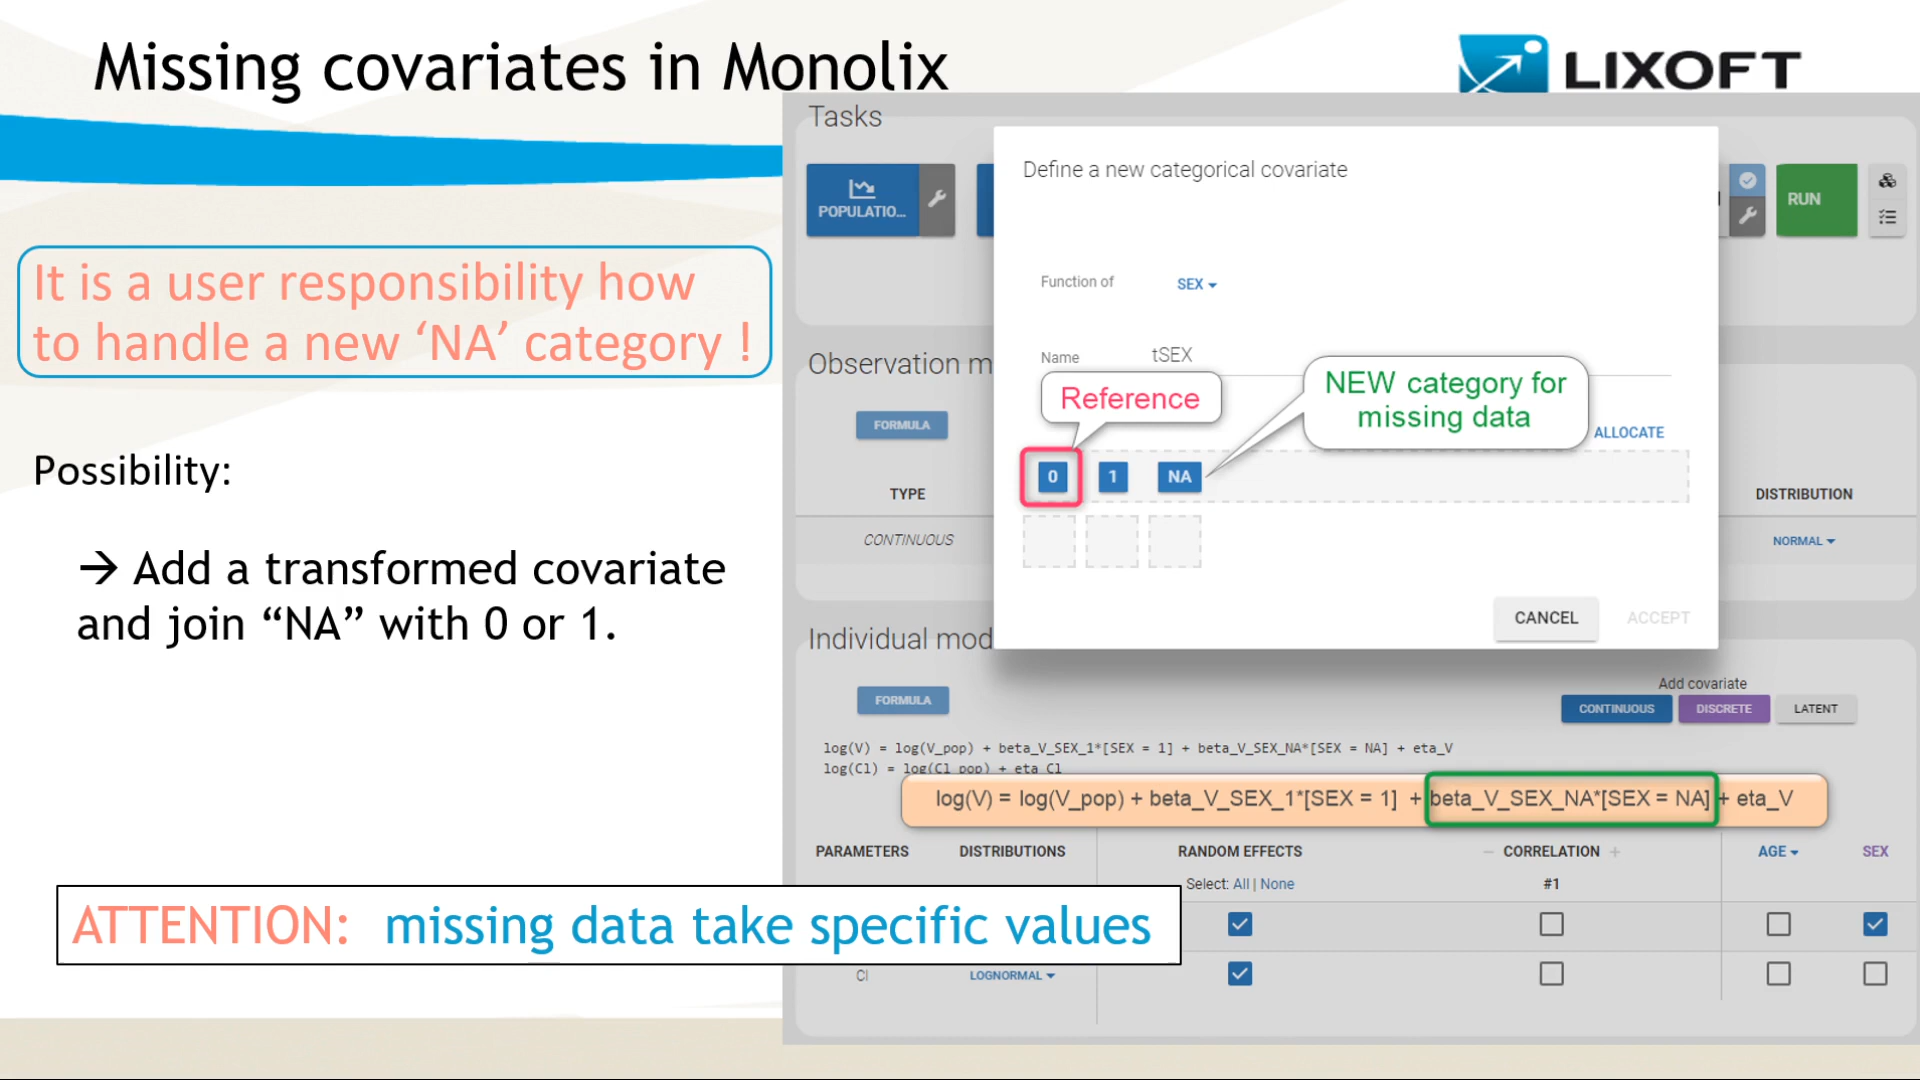 Missing covariates in Monolix
LIXOFT
It is a user responsibility how
to handle a new ‘NA’ category !
Possibility:
→ Add a transformed covariate
and join “NA” with 0 or 1.
ATTENTION: missing data take specific values
Tasks
POPULATIO...
RUN
Define a new categorical covariate
Function of
SEX
Name
tSEX
Reference
NEW category for
missing data
ALLOCATE
0
1
NA
CANCEL
ACCEPT
Observation m
FORMULA
TYPE
DISTRIBUTION
CONTINUOUS
NORMAL
Individual mod
FORMULA
Add covariate
CONTINUOUS
DISCRETE
LATENT
log(V) = log(V_pop) + beta_V_SEX_1*[SEX = 1] + beta_V_SEX_NA*[SEX = NA] + eta_V
log(Cl) = log(Cl_pop) + eta_Cl
log(V) = log(V_pop) + beta_V_SEX_1*[SEX = 1] + beta_V_SEX_NA*[SEX = NA] + eta_V
PARAMETERS DISTRIBUTIONS RANDOM EFFECTS − CORRELATION + AGE SEX
Select: All | None #1
Cl LOGNORMAL